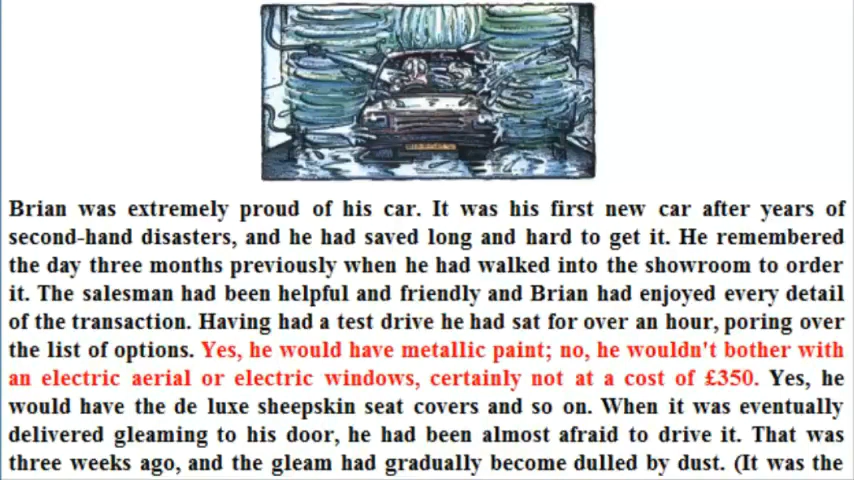 Brian was extremely proud of his car. It was his first new car after years of
second-hand disasters, and he had saved long and hard to get it. He remembered
the day three months previously when he had walked into the showroom to order
it. The salesman had been helpful and friendly and Brian had enjoyed every detail
of the transaction. Having had a test drive he had sat for over an hour, poring over
the list of options. Yes, he would have metallic paint; no, he wouldn't bother with
an electric aerial or electric windows, certainly not at a cost of £350. Yes, he
would have the de luxe sheepskin seat covers and so on. When it was eventually
delivered gleaming to his door, he had been almost afraid to drive it. That was
three weeks ago, and the gleam had gradually become dulled by dust. (It was the